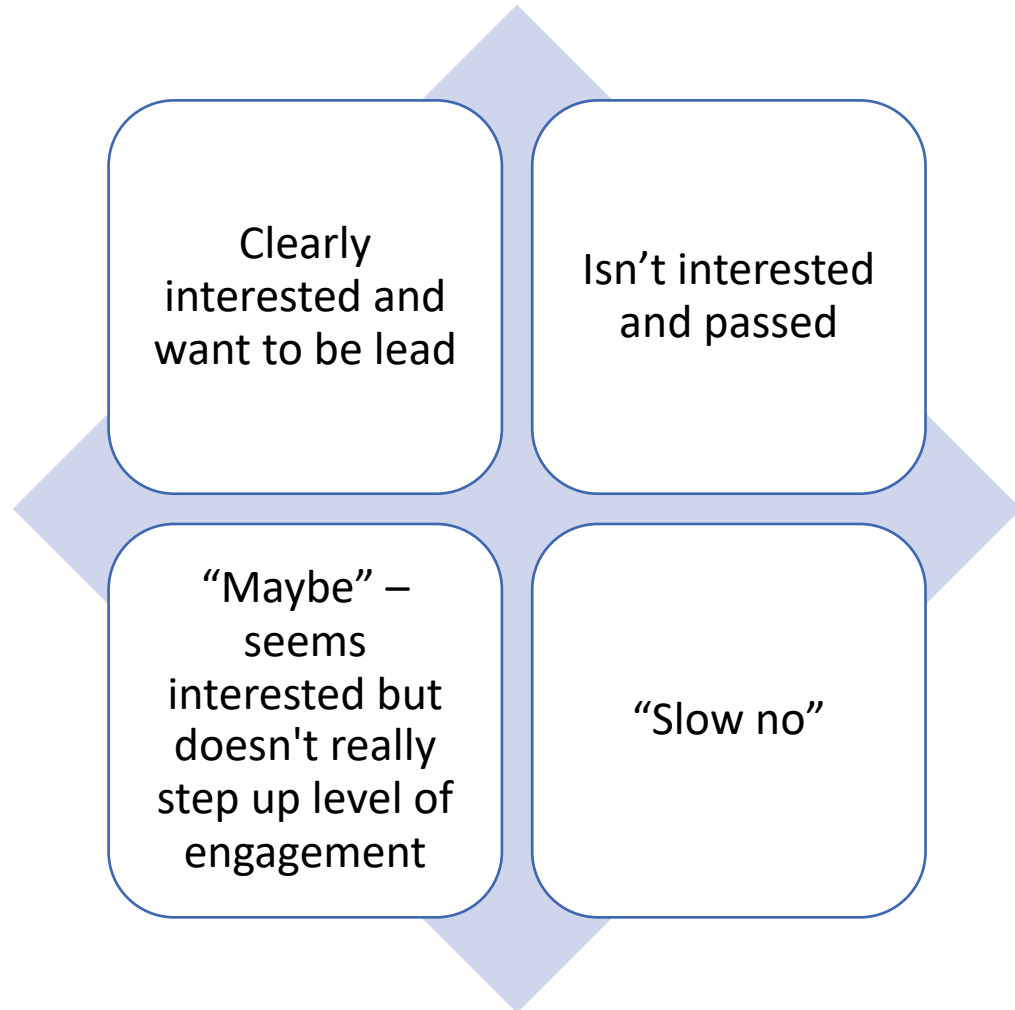 Clearly
interested and
want to be lead
Isn’t interested
and passed
“Maybe” –
seems
interested but
doesn't really
step up level of
engagement
“Slow no”